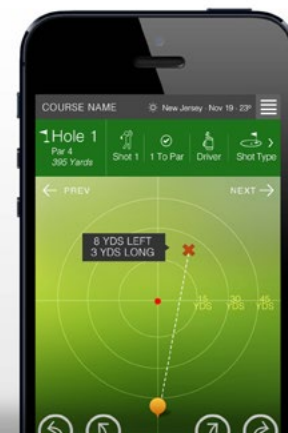 COURSE NAME
New Jersey - Nov 19 - 23°
Hole 1
Par 4
395 Yards
Shot 1
1 To Par
Driver
Shot Type
← PREV
NEXT →
8 YDS LEFT
3 YDS LONG
15 YDS
30 YDS
45 YDS